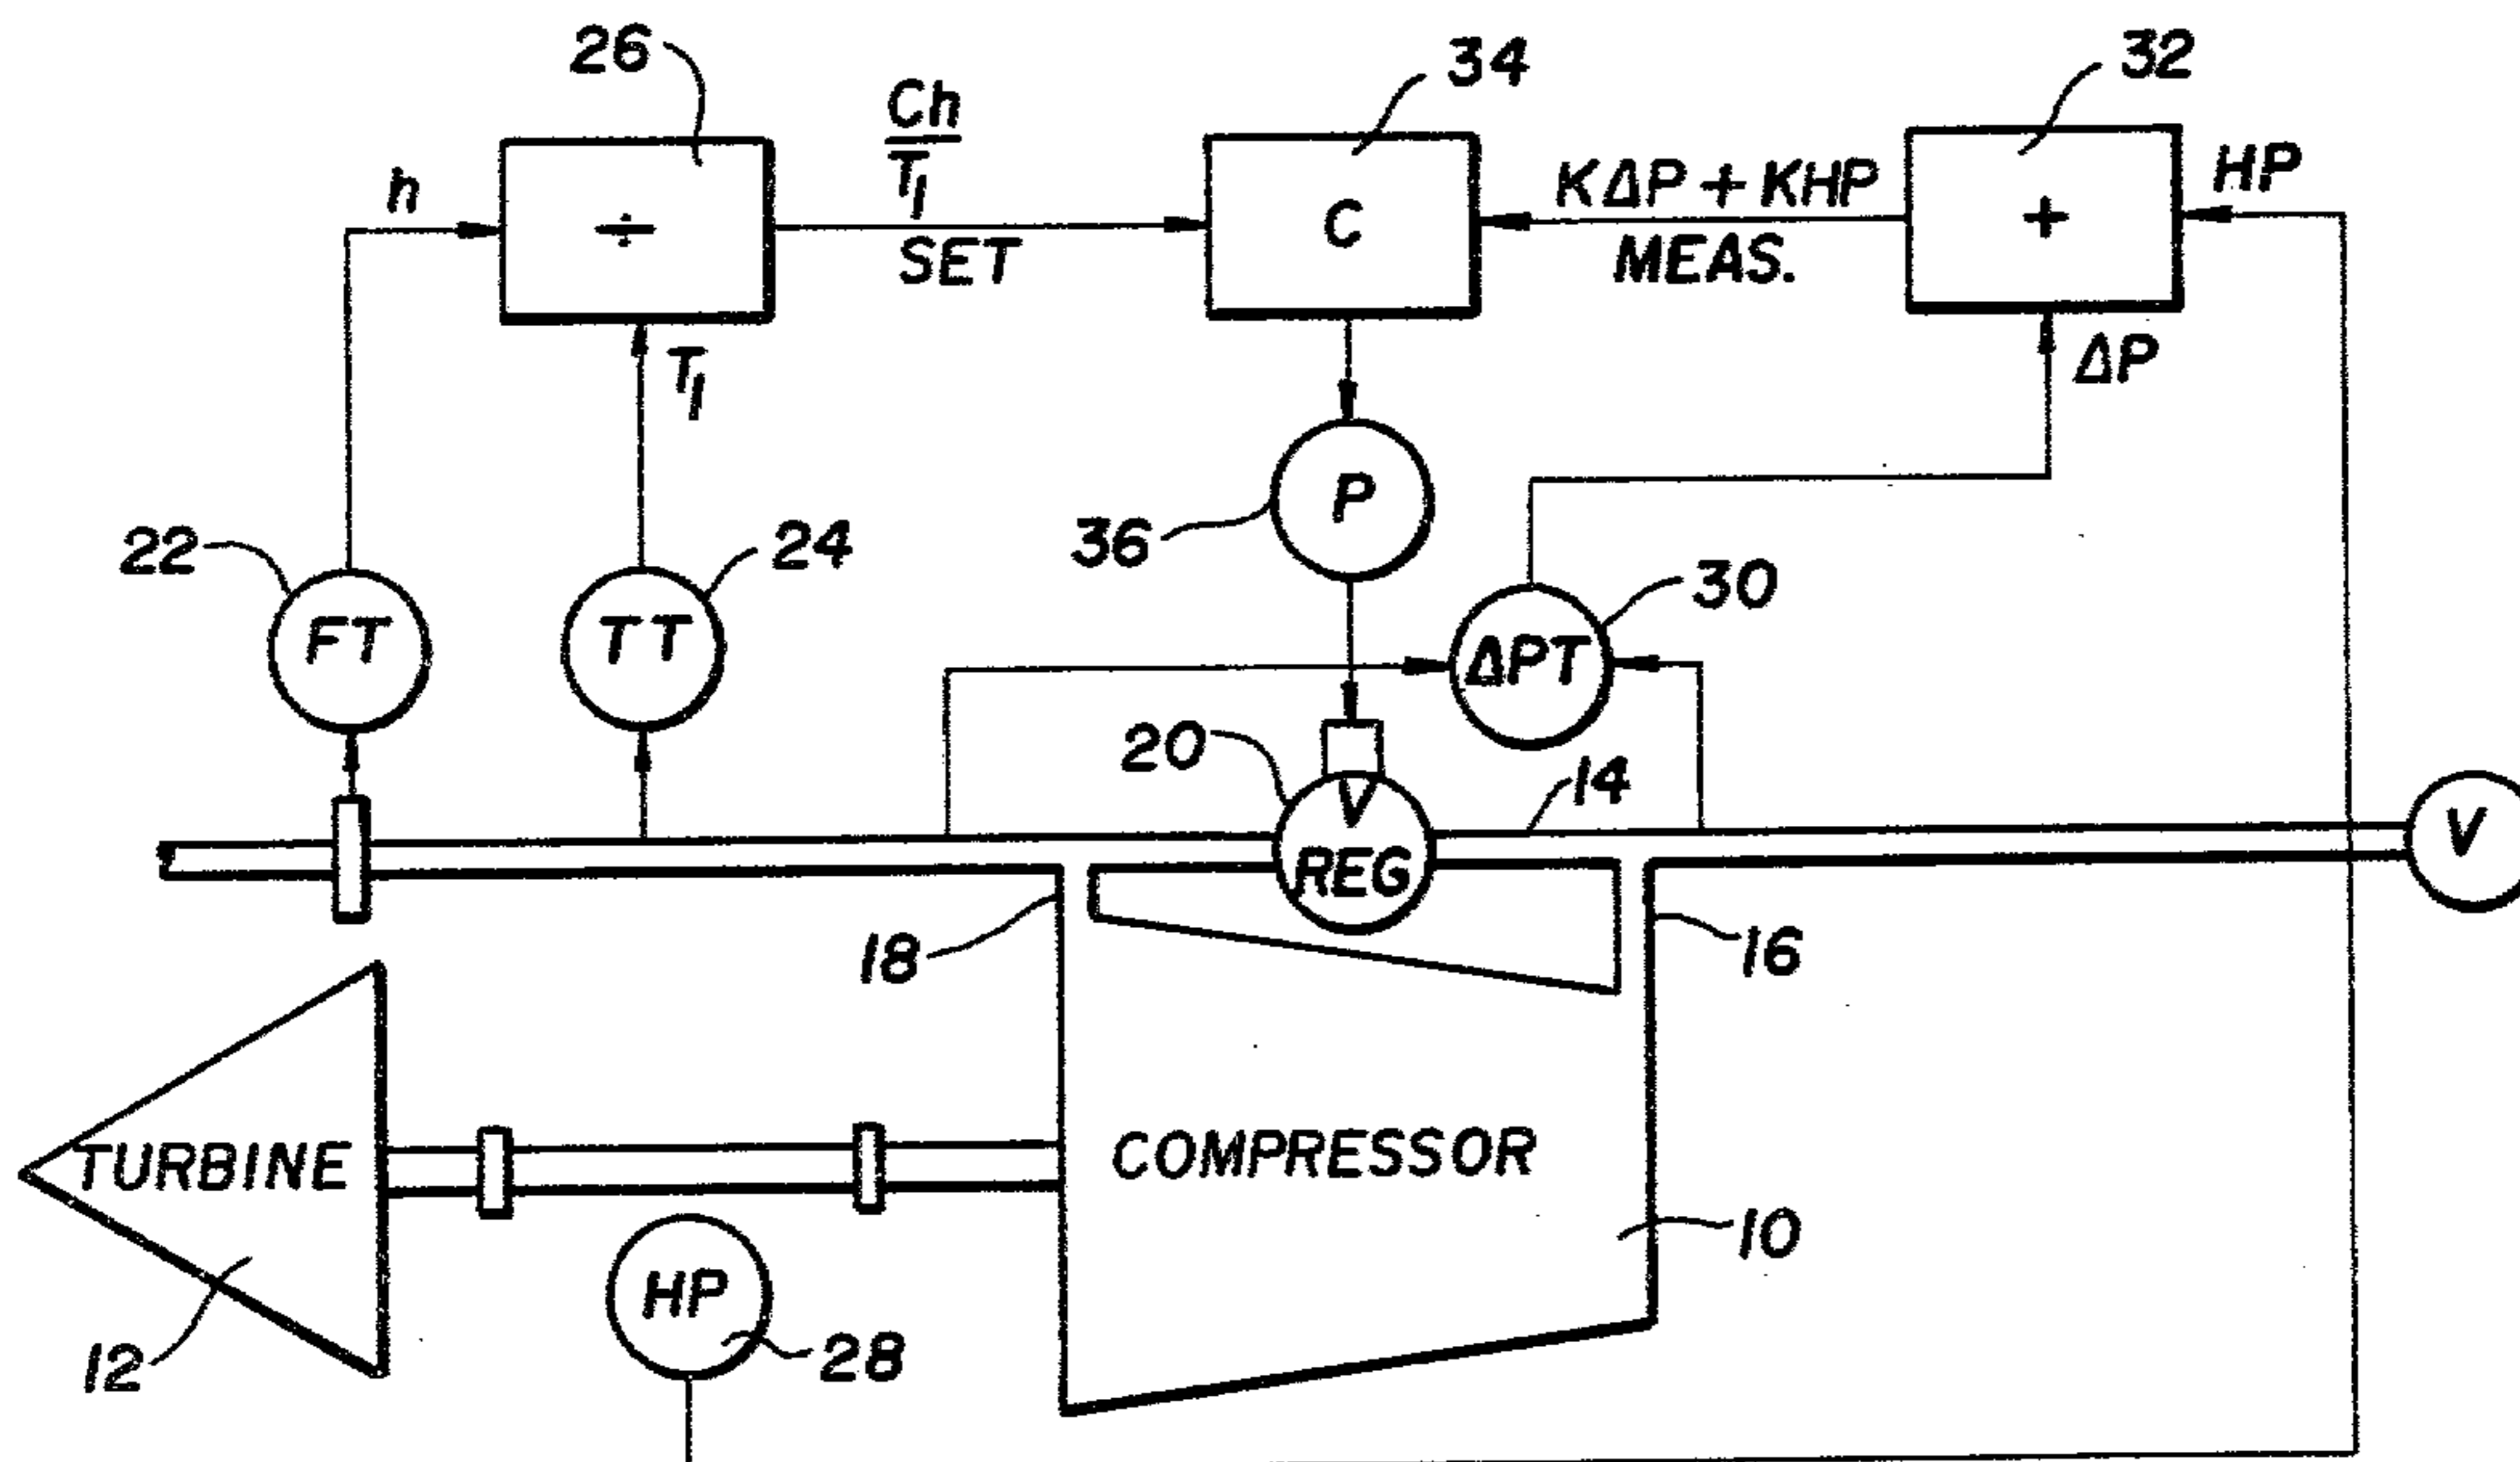 26
34
32
Ch
T1
SET
h
÷
C
KΔP + KHP
MEAS.
+
HP
T1
ΔP
P
36
22
24
30
FT
TT
ΔPT
20
14
V
REG
V
18
16
TURBINE
COMPRESSOR
10
HP
28
12